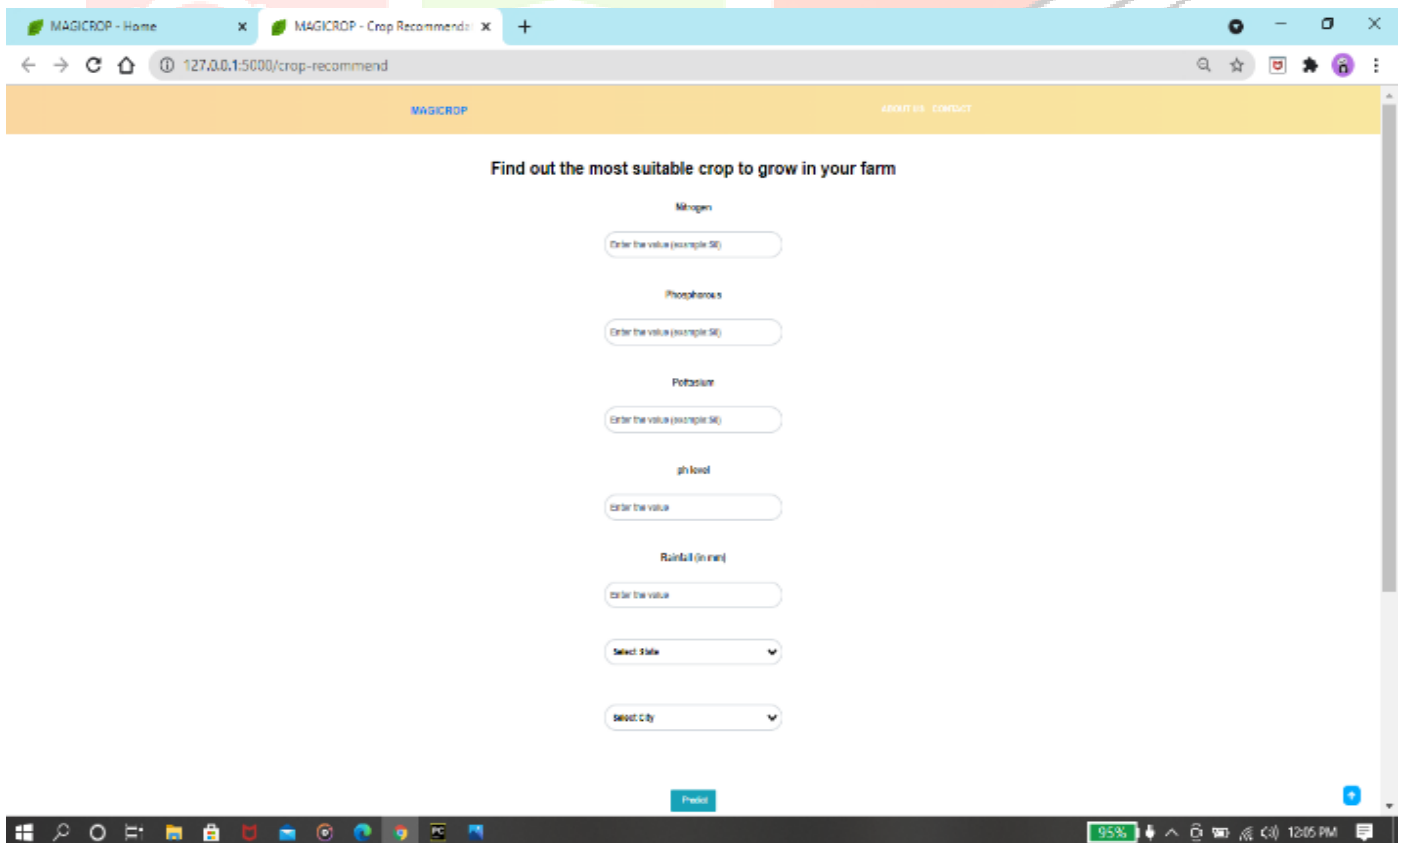 MAGICROP - Home
MAGICROP - Crop Recommendat
127.0.0.1:5000/crop-recommend
MAGICROP
ABOUT US CONTACT
Find out the most suitable crop to grow in your farm
Nitrogen
Enter the value (example:50)
Phosphorous
Enter the value (example:50)
Pottasium
Enter the value (example:50)
ph level
Enter the value
Rainfall (in mm)
Enter the value
Select State
Select City
Predict
PC
95%
12:05 PM